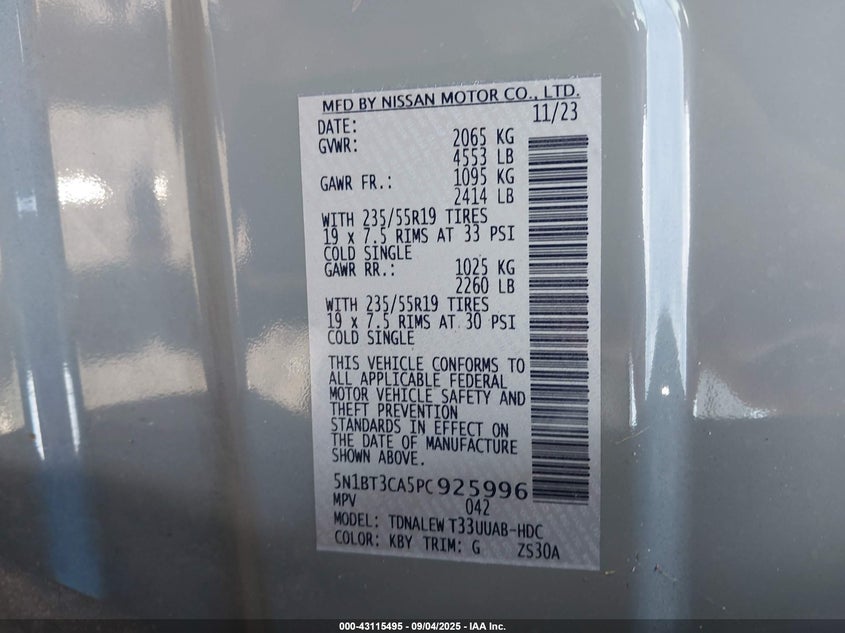 MFD BY NISSAN MOTOR CO., LTD.
DATE: 11/23
GVWR: 2065 KG
4553 LB
GAWR FR.: 1095 KG
2414 LB
WITH 235/55R19 TIRES
19 x 7.5 RIMS AT 33 PSI
COLD SINGLE
GAWR RR.: 1025 KG
2260 LB
WITH 235/55R19 TIRES
19 x 7.5 RIMS AT 30 PSI
COLD SINGLE
THIS VEHICLE CONFORMS TO
ALL APPLICABLE FEDERAL
MOTOR VEHICLE SAFETY AND
THEFT PREVENTION
STANDARDS IN EFFECT ON
THE DATE OF MANUFACTURE
SHOWN ABOVE.
5N1BT3CA5PC925996
MPV 042
MODEL: TDNALEW T33UUAB-HDC
COLOR: KBY TRIM: G ZS30A
000-43115495 - 09/04/2025 - IAA Inc.